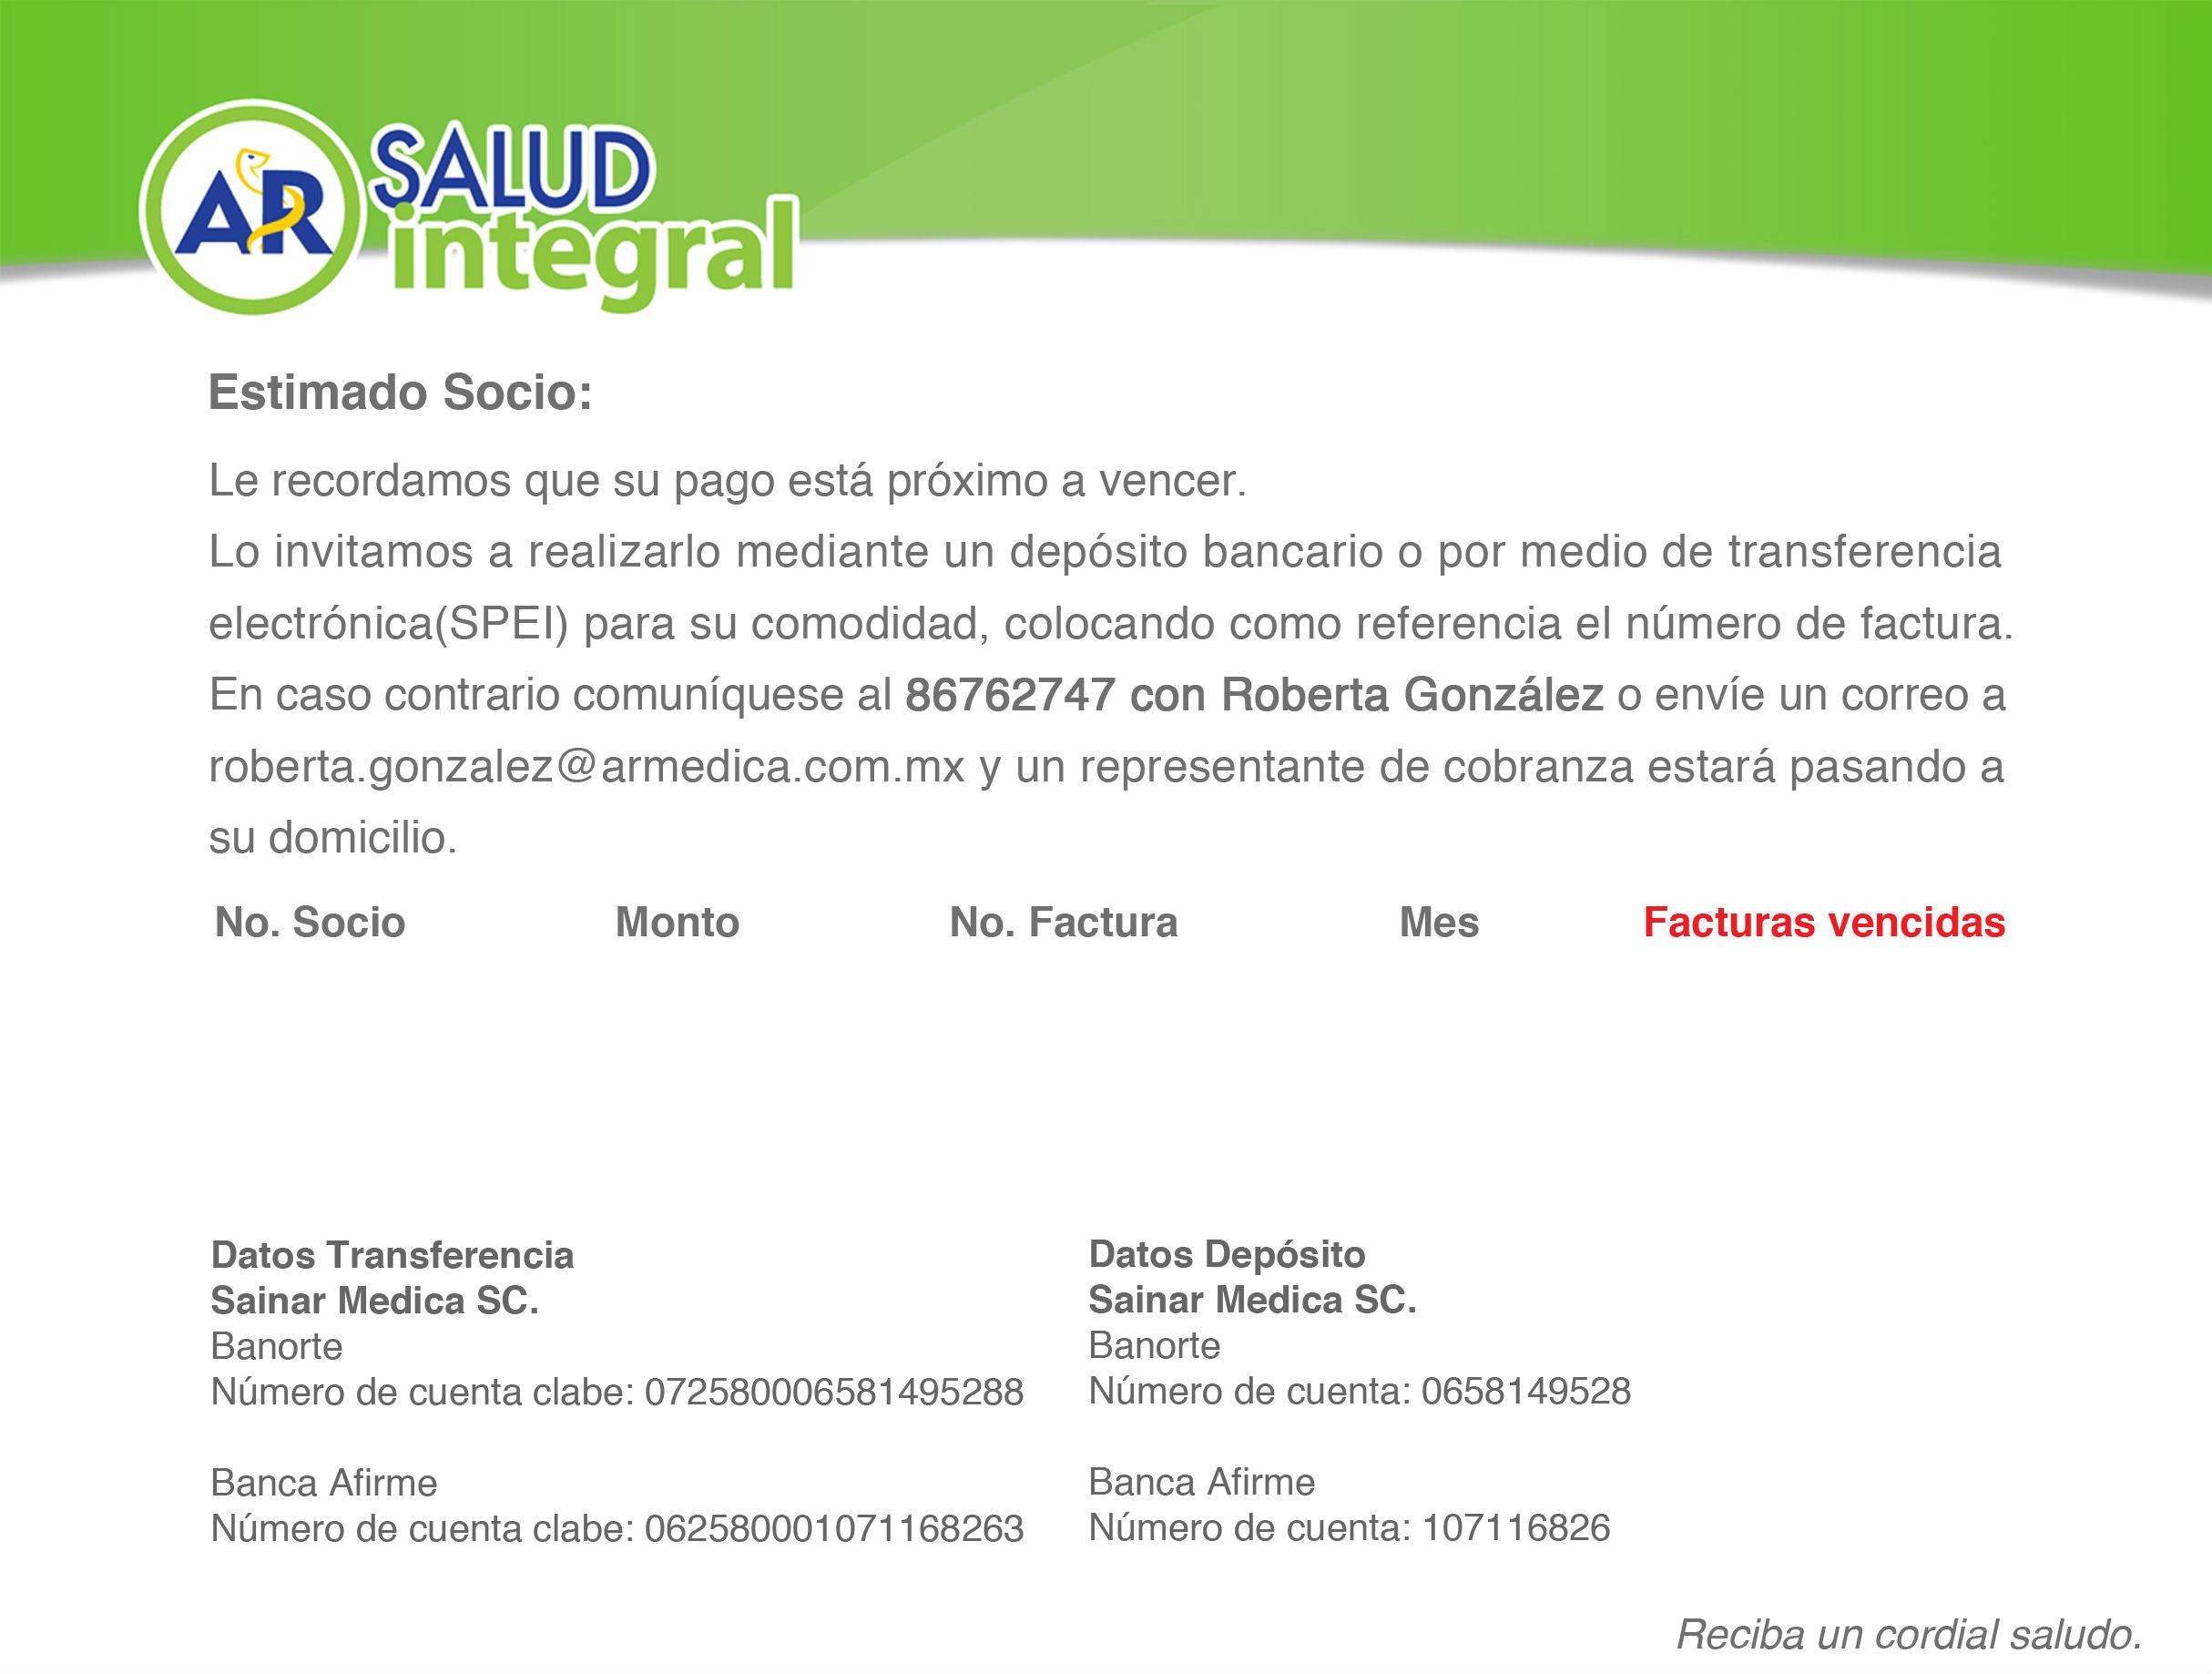 AR SALUD
integral
Estimado Socio:
Le recordamos que su pago está próximo a vencer.
Lo invitamos a realizarlo mediante un depósito bancario o por medio de transferencia
electrónica(SPEI) para su comodidad, colocando como referencia el número de factura.
En caso contrario comuníquese al 86762747 con Roberta González o envíe un correo a
roberta.gonzalez@armedica.com.mx y un representante de cobranza estará pasando a
su domicilio.
No. Socio Monto No. Factura Mes Facturas vencidas
Datos Transferencia
Sainar Medica SC.
Banorte
Número de cuenta clabe: 072580006581495288
Banca Afirme
Número de cuenta clabe: 062580001071168263
Datos Depósito
Sainar Medica SC.
Banorte
Número de cuenta: 0658149528
Banca Afirme
Número de cuenta: 107116826
Reciba un cordial saludo.